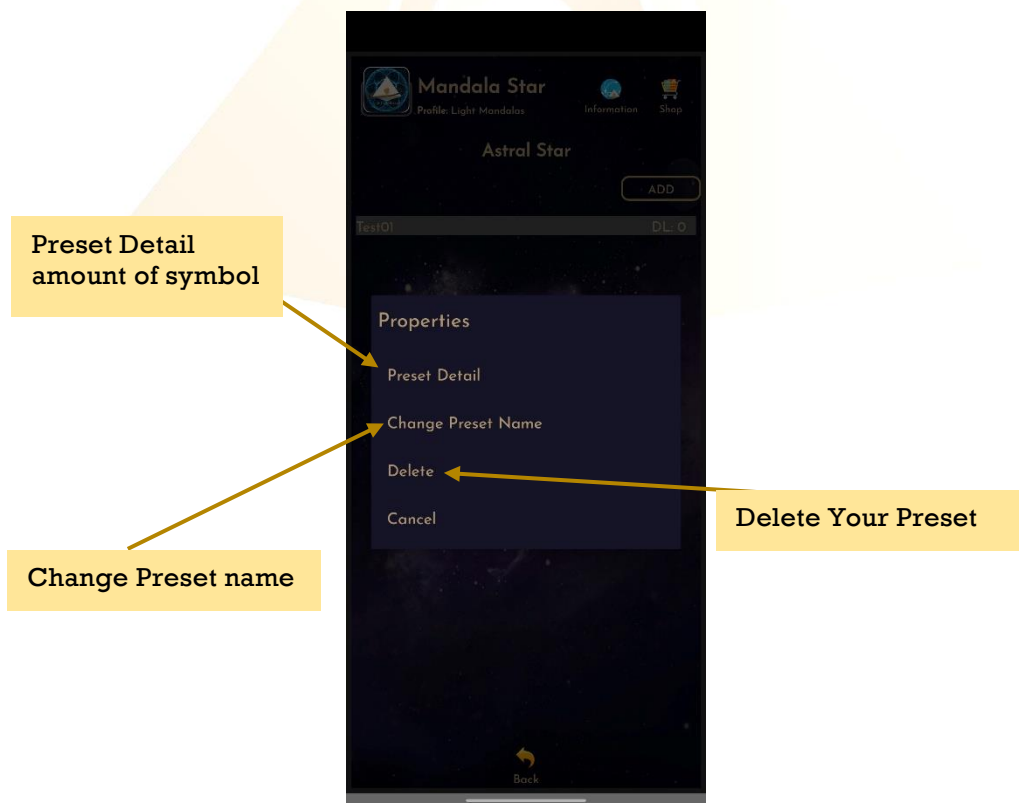 Mandala Star
Profile: Light Mandalas
Information
Shop
Astral Star
ADD
Test01
DL: 0
Preset Detail
amount of symbol
Properties
Preset Detail
Change Preset Name
Delete
Cancel
Delete Your Preset
Change Preset name
Back